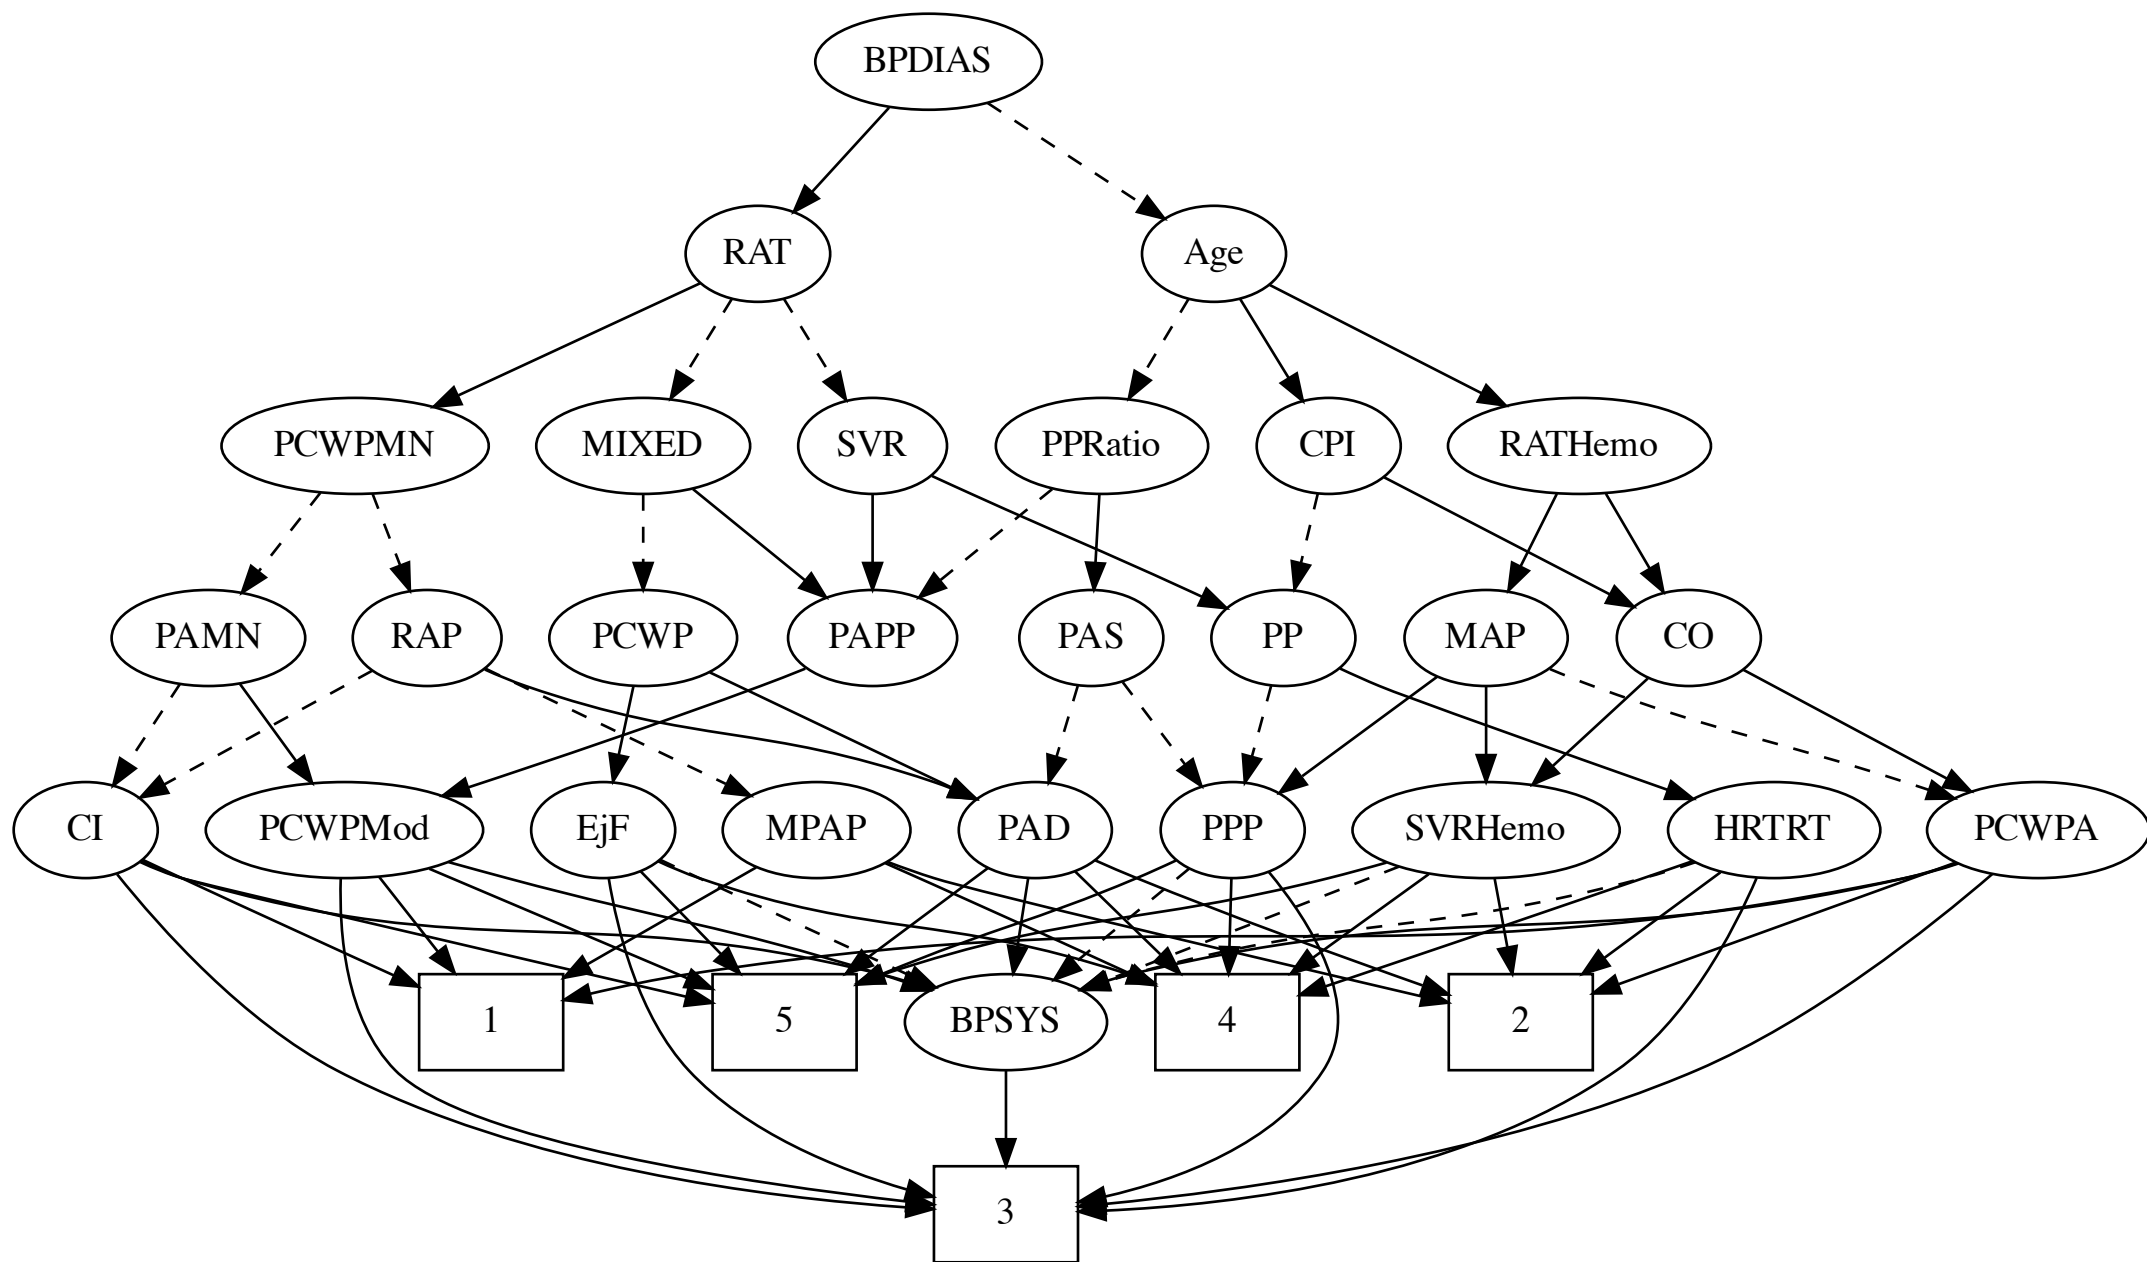 BPDIAS
RAT
Age
PCWPMN
MIXED
SVR
PPRatio
CPI
RATHemo
PAMN
RAP
PCWP
PAPP
PAS
PP
MAP
CO
CI
PCWPMod
EjF
MPAP
PAD
PPP
SVRHemo
HRTRT
PCWPA
1
5
BPSYS
4
2
3